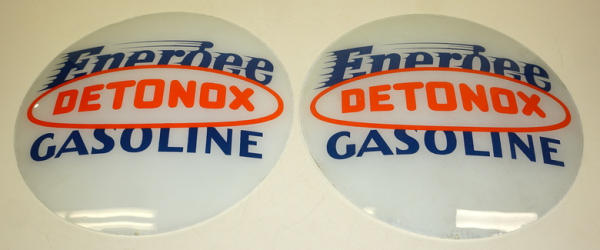 Energee
DETONOX
GASOLINE
Energee
DETONOX
GASOLINE